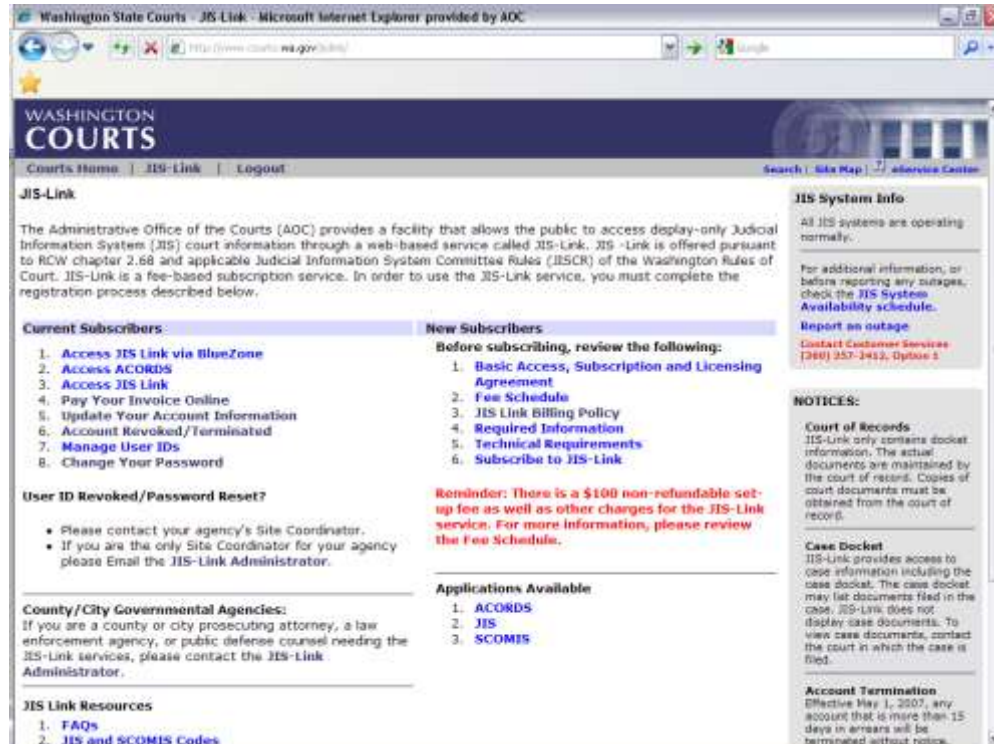 Washington State Courts - JIS-Link - Microsoft Internet Explorer provided by AOC
Google
WASHINGTON
COURTS
Courts Home | JIS-Link | Logout
Search | Site Map | eService Center
JIS-Link
The Administrative Office of the Courts (AOC) provides a facility that allows the public to access display-only Judicial
Information System (JIS) court information through a web-based service called JIS-Link. JIS -Link is offered pursuant
to RCW chapter 2.68 and applicable Judicial Information System Committee Rules (JISCR) of the Washington Rules of
Court. JIS-Link is a fee-based subscription service. In order to use the JIS-Link service, you must complete the
registration process described below.
Current Subscribers
1. Access JIS Link via BlueZone
2. Access ACORDS
3. Access JIS Link
4. Pay Your Invoice Online
5. Update Your Account Information
6. Account Revoked/Terminated
7. Manage User IDs
8. Change Your Password
User ID Revoked/Password Reset?
• Please contact your agency's Site Coordinator.
• If you are the only Site Coordinator for your agency
please Email the JIS-Link Administrator.
County/City Governmental Agencies:
If you are a county or city prosecuting attorney, a law
enforcement agency, or public defense counsel needing the
JIS-Link services, please contact the JIS-Link
Administrator.
JIS Link Resources
1. FAQs
2. JIS and SCOMIS Codes
New Subscribers
Before subscribing, review the following:
1. Basic Access, Subscription and Licensing
Agreement
2. Fee Schedule
3. JIS Link Billing Policy
4. Required Information
5. Technical Requirements
6. Subscribe to JIS-Link
Reminder: There is a $100 non-refundable set-
up fee as well as other charges for the JIS-Link
service. For more information, please review
the Fee Schedule.
Applications Available
1. ACORDS
2. JIS
3. SCOMIS
JIS System Info
All JIS systems are operating
normally.
For additional information, or
before reporting any outages,
check the JIS System
Availability schedule.
Report an outage
Contact Customer Services
(360) 357-2412, Option 1
NOTICES:
Court of Records
JIS-Link only contains docket
information. The actual
documents are maintained by
the court of record. Copies of
court documents must be
obtained from the court of
record.
Case Docket
JIS-Link provides access to
case information including the
case docket. The case docket
may list documents filed in the
case. JIS-Link does not
display case documents. To
view case documents, contact
the court in which the case is
filed.
Account Termination
Effective May 1, 2007, any
account that is more than 15
days in arrears will be
terminated without notice.